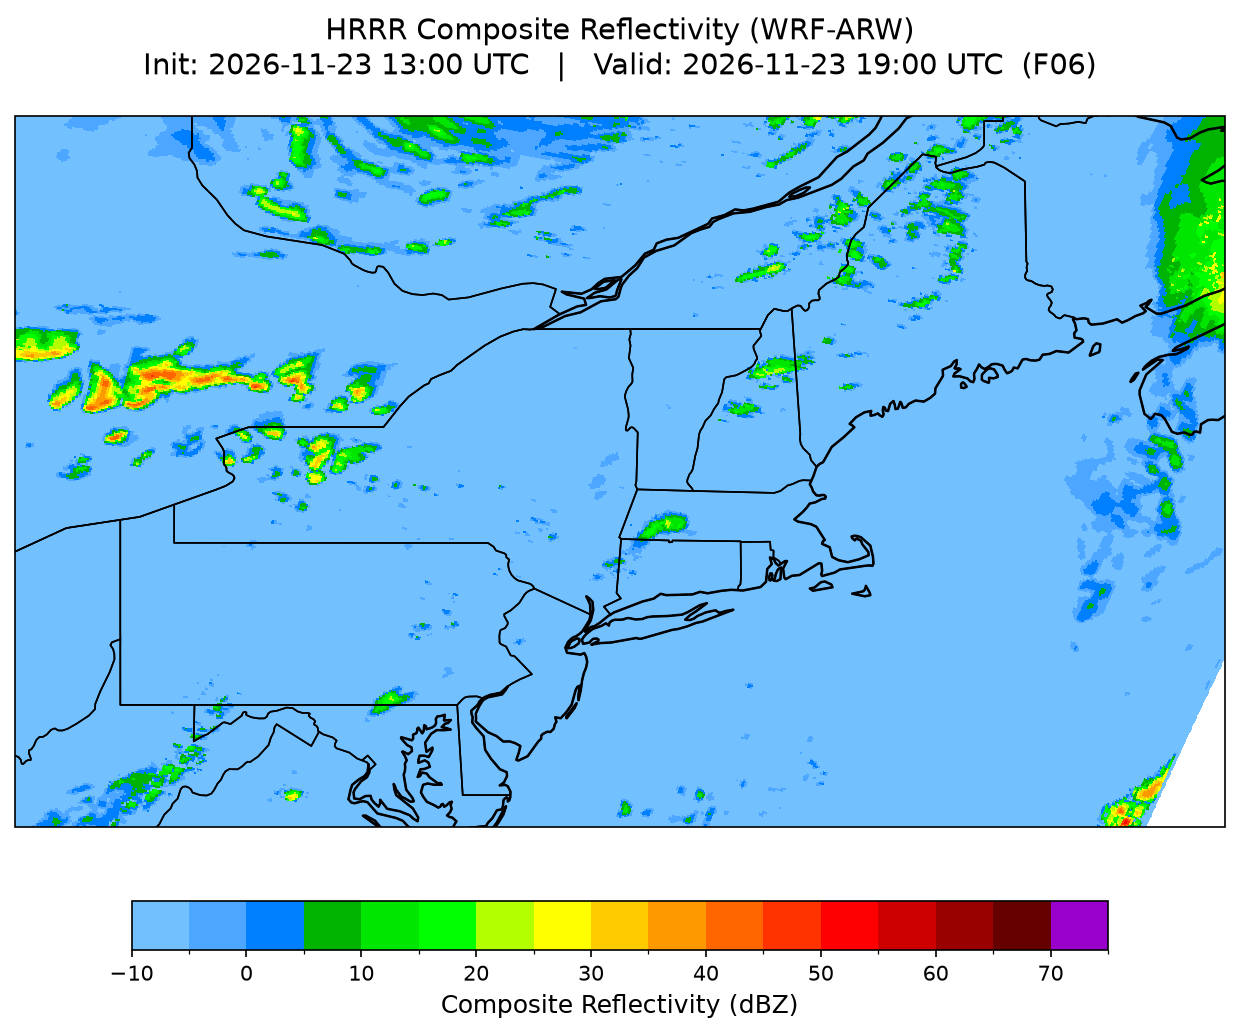 HRRR Composite Reflectivity (WRF-ARW)
Init: 2026-11-23 13:00 UTC   |   Valid: 2026-11-23 19:00 UTC  (F06)
−10 0 10 20 30 40 50 60 70
Composite Reflectivity (dBZ)